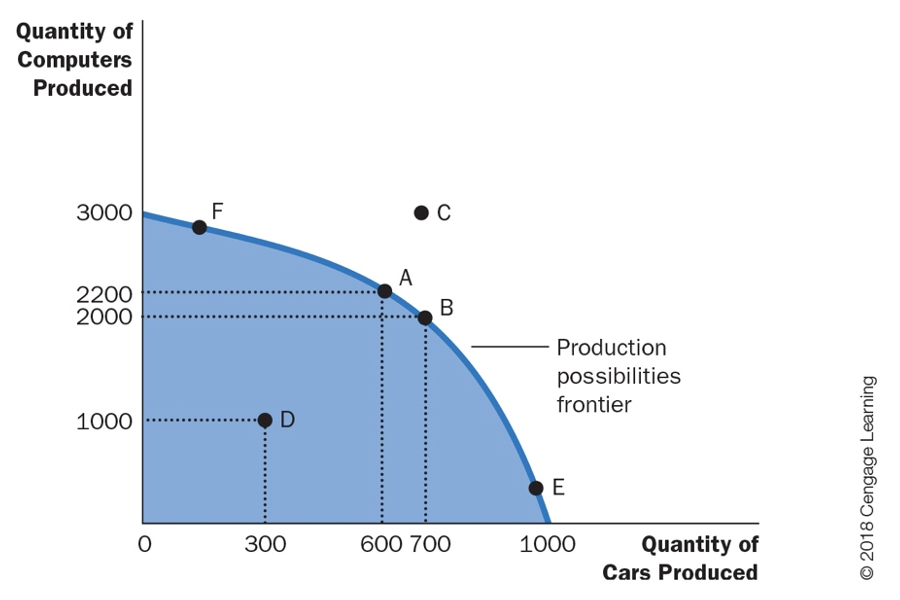 Quantity of
Computers
Produced
3000
F
C
A
2200
B
2000
Production
possibilities
frontier
1000
D
E
0
300
600
700
1000
Quantity of
Cars Produced
© 2018 Cengage Learning